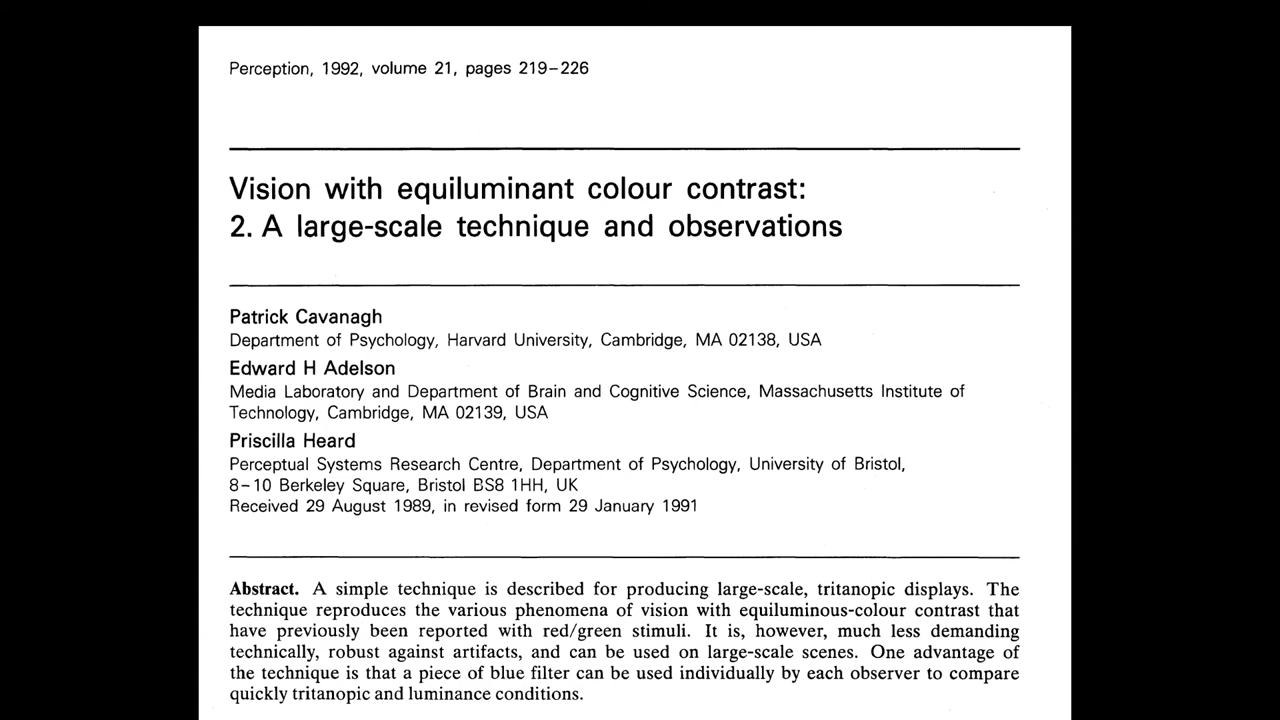 Perception, 1992, volume 21, pages 219–226
Vision with equiluminant colour contrast:
2. A large-scale technique and observations
Patrick Cavanagh
Department of Psychology, Harvard University, Cambridge, MA 02138, USA
Edward H Adelson
Media Laboratory and Department of Brain and Cognitive Science, Massachusetts Institute of
Technology, Cambridge, MA 02139, USA
Priscilla Heard
Perceptual Systems Research Centre, Department of Psychology, University of Bristol,
8–10 Berkeley Square, Bristol BS8 1HH, UK
Received 29 August 1989, in revised form 29 January 1991
Abstract. A simple technique is described for producing large-scale, tritanopic displays. The
technique reproduces the various phenomena of vision with equiluminous-colour contrast that
have previously been reported with red/green stimuli. It is, however, much less demanding
technically, robust against artifacts, and can be used on large-scale scenes. One advantage of
the technique is that a piece of blue filter can be used individually by each observer to compare
quickly tritanopic and luminance conditions.